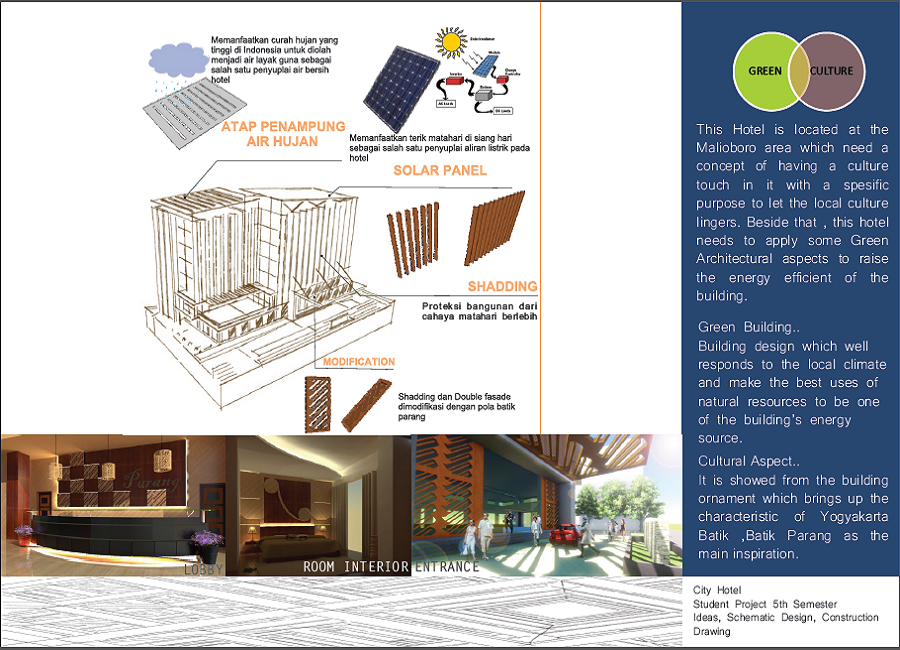 Memanfaatkan curah hujan yang
tinggi di Indonesia untuk diolah
menjadi air layak guna sebagai
salah satu penyuplai air bersih
hotel
ATAP PENAMPUNG
AIR HUJAN
Memanfaatkan terik matahari di siang hari
sebagai salah satu penyuplai aliran listrik pada
hotel
SOLAR PANEL
SHADDING
Proteksi bangunan dari
cahaya matahari berlebih
MODIFICATION
Shadding dan Double fasade
dimodifikasi dengan pola batik
parang
Parang
LOBBY
ROOM INTERIOR
ENTRANCE
GREEN
CULTURE
This Hotel is located at the
Malioboro area which need a
concept of having a culture
touch in it with a spesific
purpose to let the local culture
lingers. Beside that , this hotel
needs to apply some Green
Architectural aspects to raise
the energy efficient of the
building.
Green Building..
Building design which well
responds to the local climate
and make the best uses of
natural resources to be one
of the building's energy
source.
Cultural Aspect..
It is showed from the building
ornament which brings up the
characteristic of Yogyakarta
Batik ,Batik Parang as the
main inspiration.
City Hotel
Student Project 5th Semester
Ideas, Schematic Design, Construction
Drawing